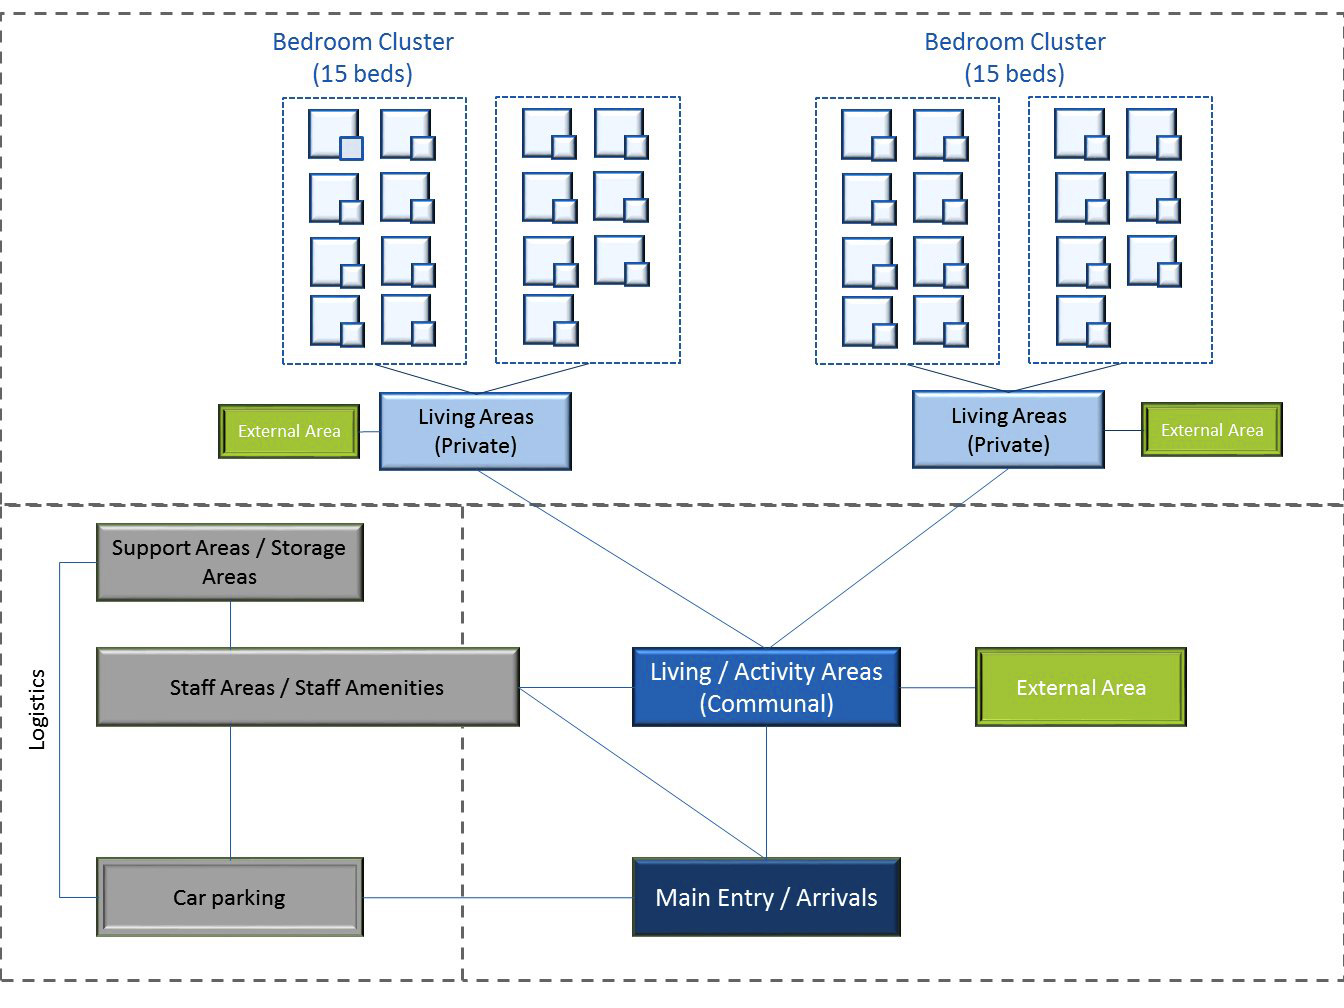 Bedroom Cluster
(15 beds)
Bedroom Cluster
(15 beds)
External Area
Living Areas
(Private)
Living Areas
(Private)
External Area
Support Areas / Storage
Areas
Logistics
Staff Areas / Staff Amenities
Living / Activity Areas
(Communal)
External Area
Car parking
Main Entry / Arrivals